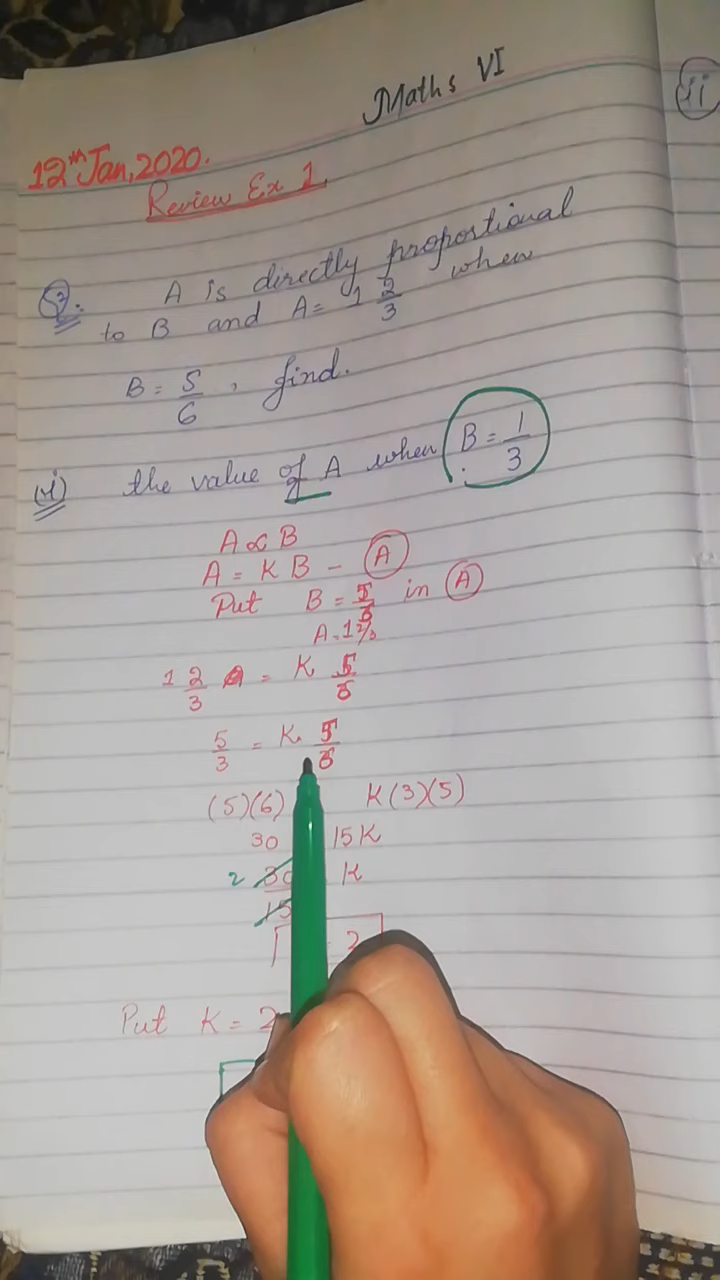 Maths VI
ii
12th Jan, 2020.
Review Ex 1
Q3. A is directly proportional
to B and A = 1 2/3 when
B = 5/6 , find.
(i) the value of A when B = 1/3
A ∝ B
A = K B - (A)
Put B = 5/6 in (A)
A = 1 2/3
1 2/3 = K 5/6
5/3 = K 5/6
(5)(6) K(3)(5)
30 15K
2 30 K
15
2
Put K = 2